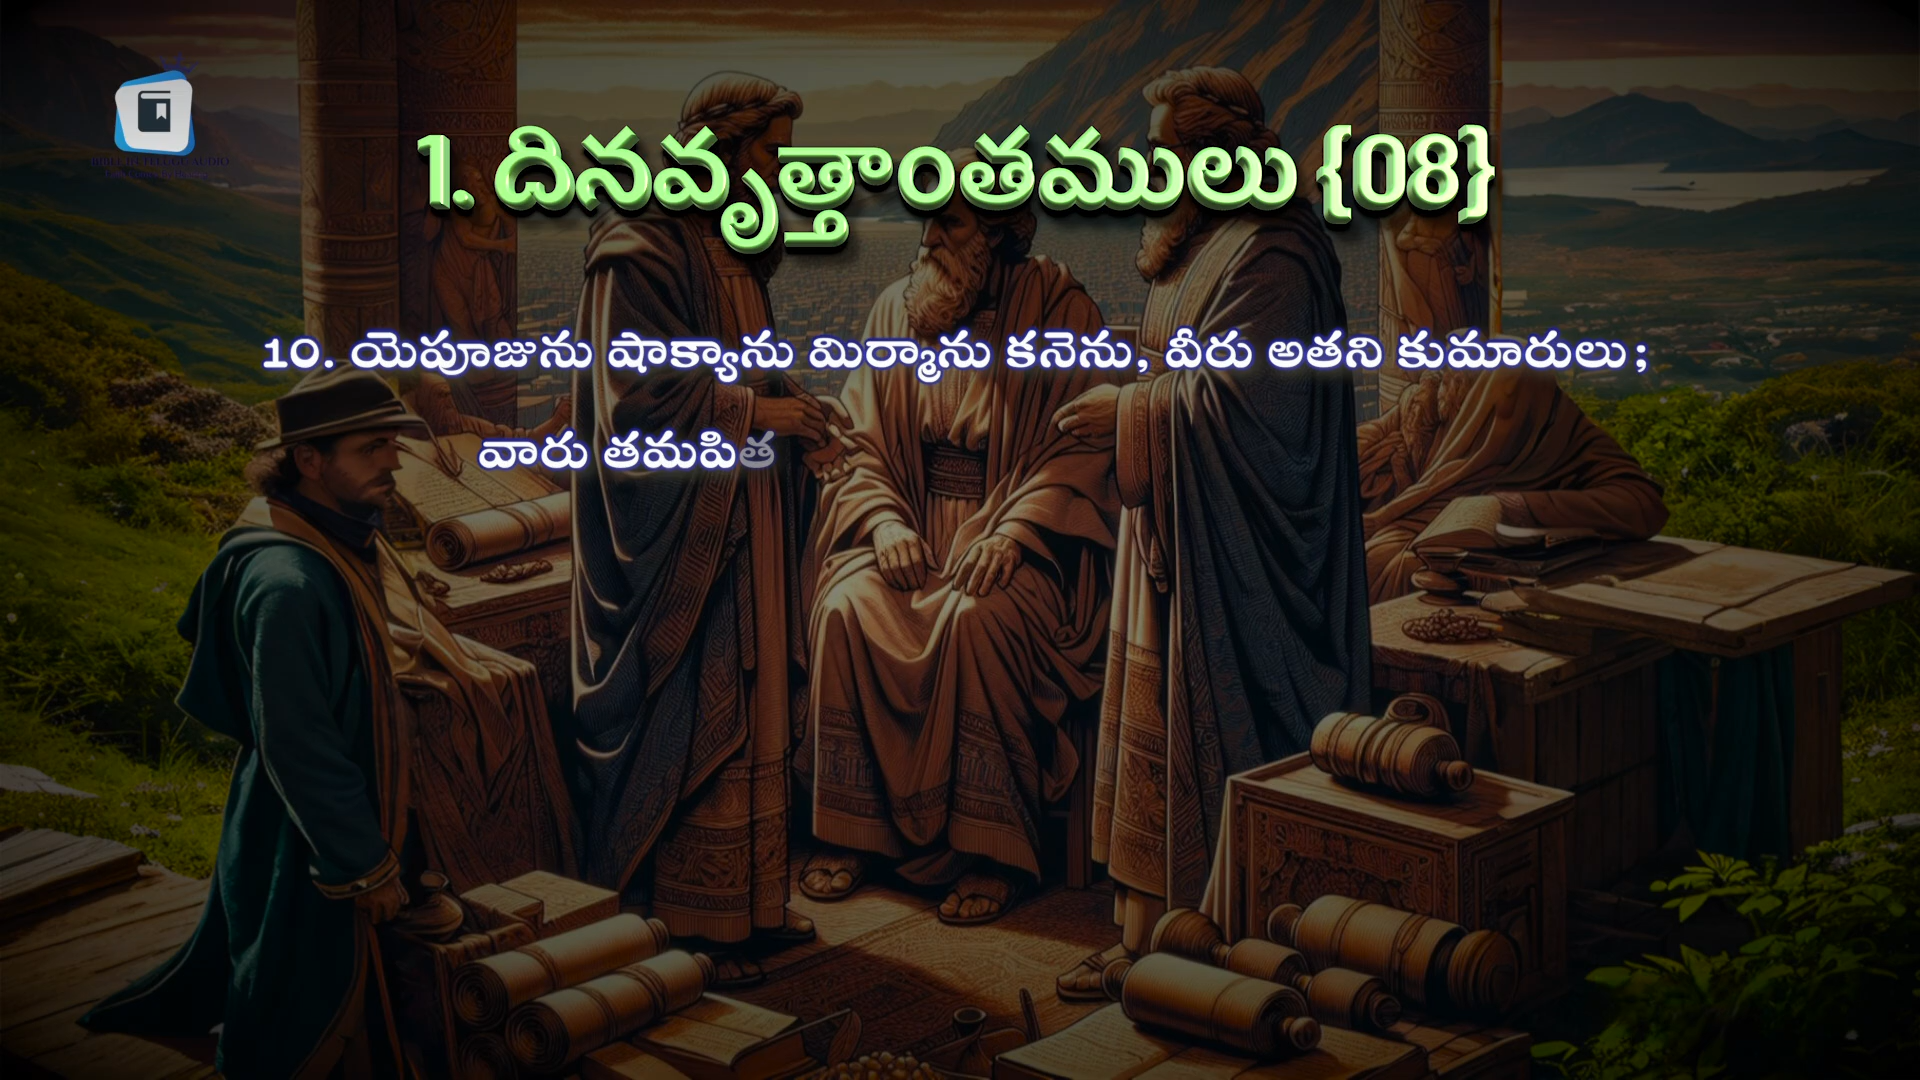 1. దినవృత్తాంతములు {08}
10. యెపూజును షాక్యాను మిర్మాను కనెను, వీరు అతని కుమారులు;
వారు తమపిత